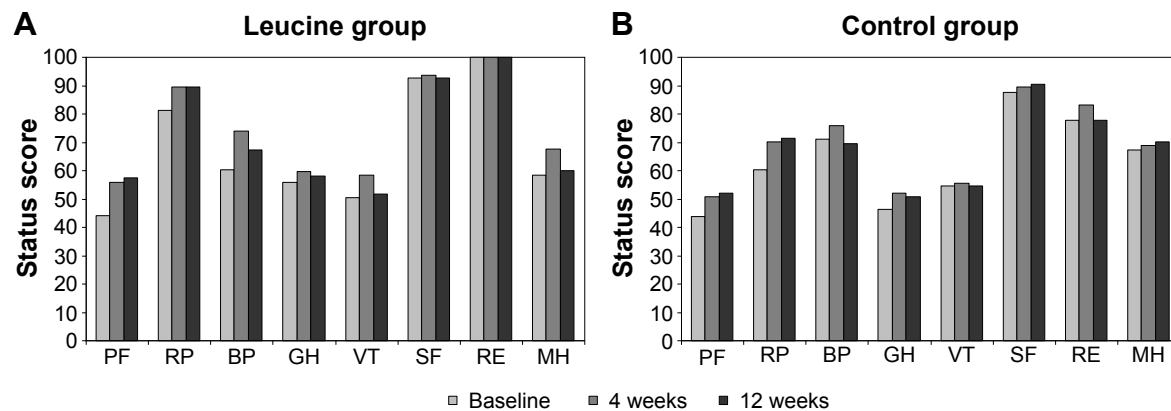 A
Leucine group
Status score
100
90
80
70
60
50
40
30
20
10
0
PF RP BP GH VT SF RE MH
B
Control group
Status score
100
90
80
70
60
50
40
30
20
10
0
PF RP BP GH VT SF RE MH
Baseline 4 weeks 12 weeks